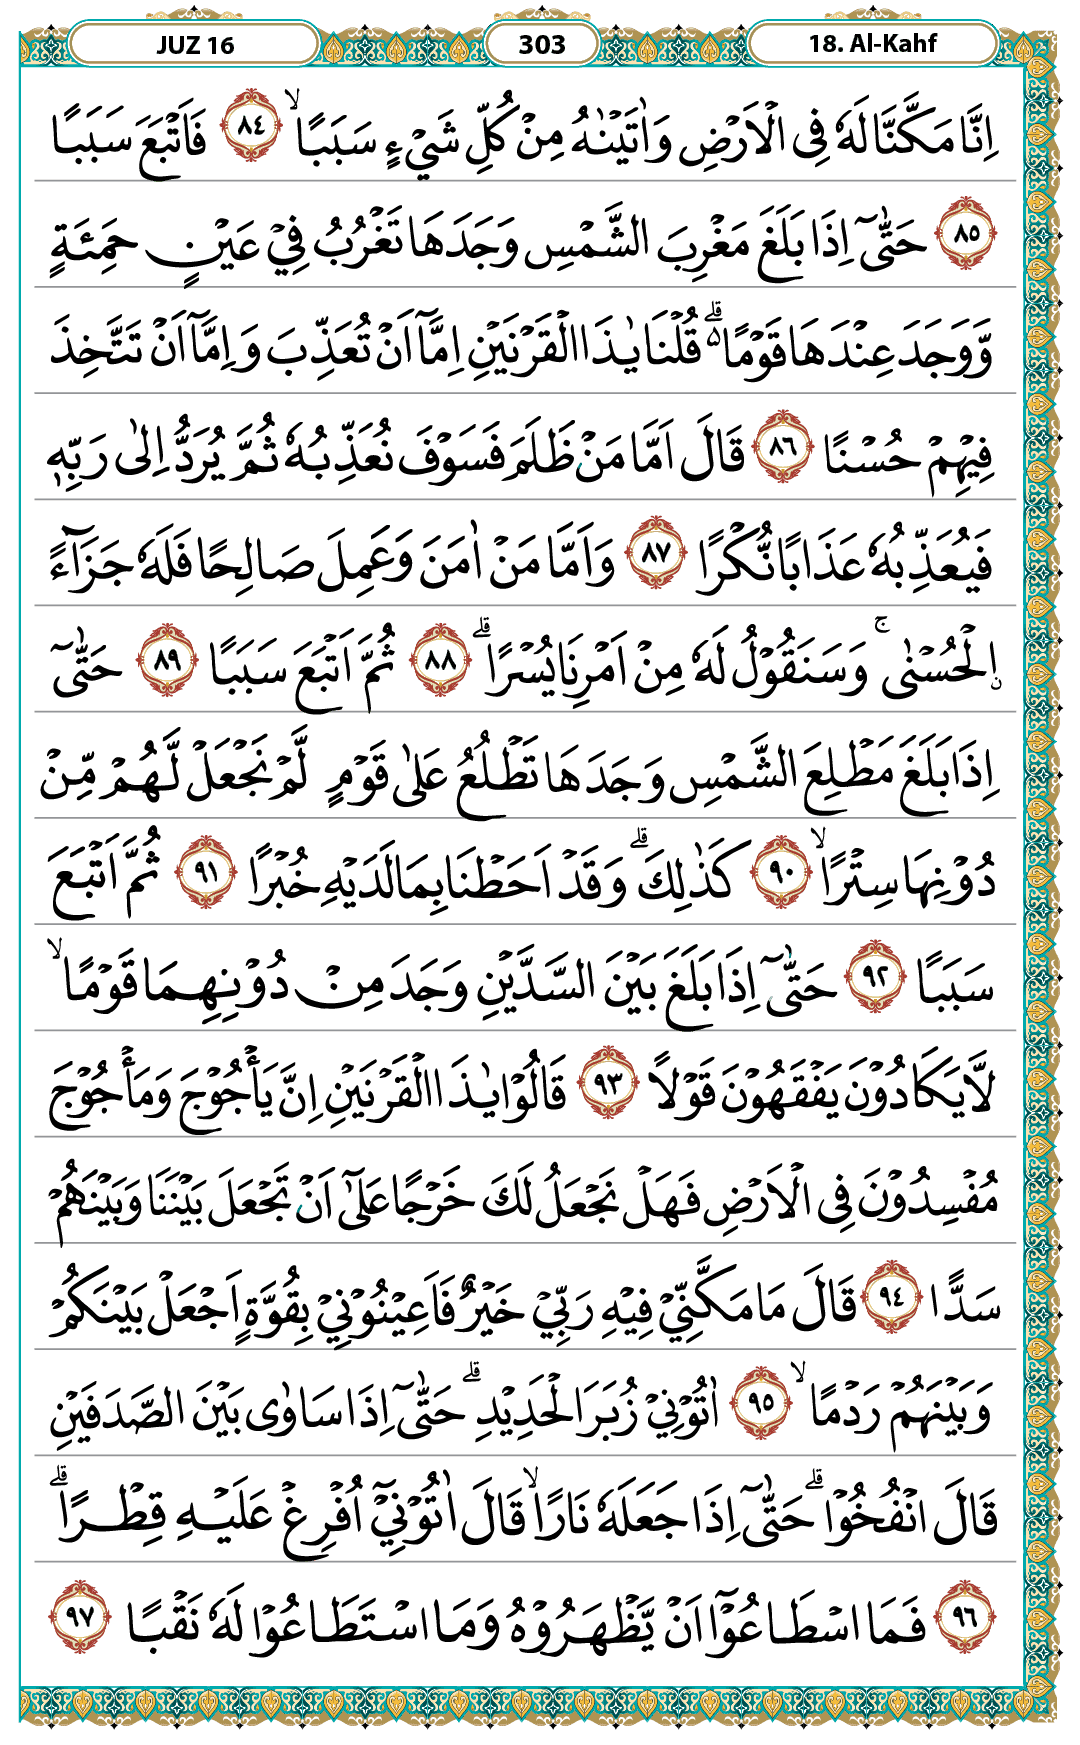 18. Al-Kahf 303 JUZ 16
اِنَّا مَكَّنَّا لَهٗ فِى الْاَرْضِ وَاٰتَيْنٰهُ مِنْ كُلِّ شَيْءٍ سَبَبًا ۙ ٨٤ فَاَتْبَعَ سَبَبًا
٨٥ حَتّٰىٓ اِذَا بَلَغَ مَغْرِبَ الشَّمْسِ وَجَدَهَا تَغْرُبُ فِيْ عَيْنٍ حَمِئَةٍ
وَّوَجَدَ عِنْدَهَا قَوْمًا ەۗ قُلْنَا يٰذَا الْقَرْنَيْنِ اِمَّآ اَنْ تُعَذِّبَ وَاِمَّآ اَنْ تَتَّخِذَ
فِيْهِمْ حُسْنًا ٨٦ قَالَ اَمَّا مَنْ ظَلَمَ فَسَوْفَ نُعَذِّبُهٗ ثُمَّ يُرَدُّ اِلٰى رَبِّهٖ
فَيُعَذِّبُهٗ عَذَابًا نُّكْرًا ٨٧ وَاَمَّا مَنْ اٰمَنَ وَعَمِلَ صَالِحًا فَلَهٗ جَزَاۤءً
ۨالْحُسْنٰىۚ وَسَنَقُوْلُ لَهٗ مِنْ اَمْرِنَا يُسْرًا ۗ ٨٨ ثُمَّ اَتْبَعَ سَبَبًا ٨٩ حَتّٰىٓ
اِذَا بَلَغَ مَطْلِعَ الشَّمْسِ وَجَدَهَا تَطْلُعُ عَلٰى قَوْمٍ لَّمْ نَجْعَلْ لَّهُمْ مِّنْ
دُوْنِهَا سِتْرًا ۙ ٩٠ كَذٰلِكَ ۗ وَقَدْ اَحَطْنَا بِمَا لَدَيْهِ خُبْرًا ٩١ ثُمَّ اَتْبَعَ
سَبَبًا ٩٢ حَتّٰىٓ اِذَا بَلَغَ بَيْنَ السَّدَّيْنِ وَجَدَ مِنْ دُوْنِهِمَا قَوْمًا ۙ
لَّا يَكَادُوْنَ يَفْقَهُوْنَ قَوْلًا ٩٣ قَالُوْا يٰذَا الْقَرْنَيْنِ اِنَّ يَأْجُوْجَ وَمَأْجُوْجَ
مُفْسِدُوْنَ فِى الْاَرْضِ فَهَلْ نَجْعَلُ لَكَ خَرْجًا عَلٰٓى اَنْ تَجْعَلَ بَيْنَنَا وَبَيْنَهُمْ
سَدًّا ٩٤ قَالَ مَا مَكَّنِّيْ فِيْهِ رَبِّيْ خَيْرٌ فَاَعِيْنُوْنِيْ بِقُوَّةٍ اَجْعَلْ بَيْنَكُمْ
وَبَيْنَهُمْ رَدْمًا ۙ ٩٥ اٰتُوْنِيْ زُبَرَ الْحَدِيْدِ ۗ حَتّٰىٓ اِذَا سَاوٰى بَيْنَ الصَّدَفَيْنِ
قَالَ انْفُخُوْا ۗ حَتّٰىٓ اِذَا جَعَلَهٗ نَارًا ۙ قَالَ اٰتُوْنِيْٓ اُفْرِغْ عَلَيْهِ قِطْرًا ۗ
٩٦ فَمَا اسْطَاعُوْٓا اَنْ يَّظْهَرُوْهُ وَمَا اسْتَطَاعُوْا لَهٗ نَقْبًا ٩٧